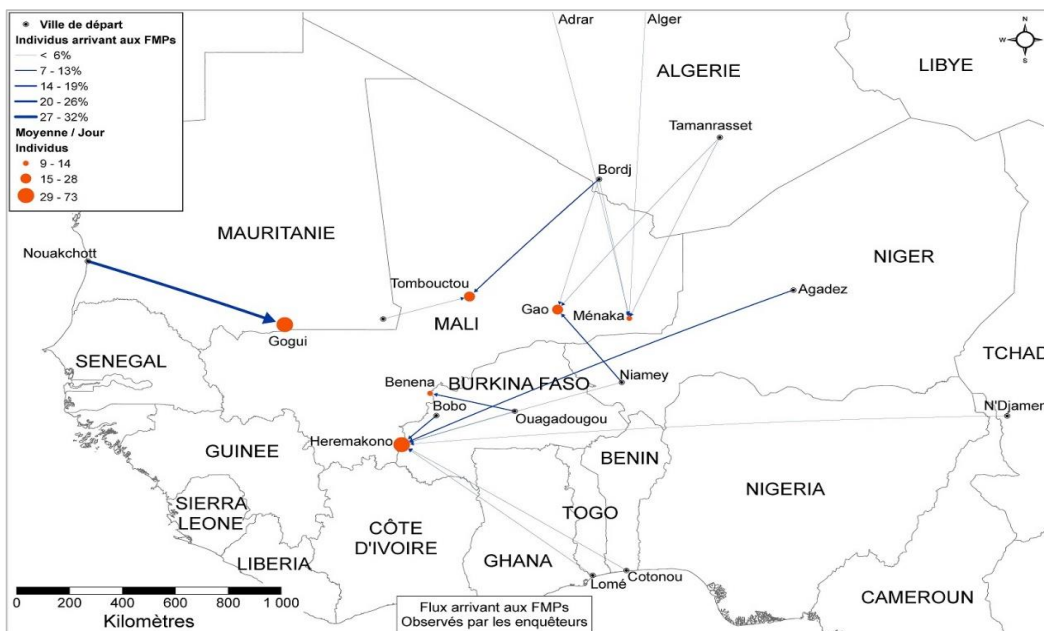 Ville de départ
Individus arrivant aux FMPs
< 6%
7 - 13%
14 - 19%
20 - 26%
27 - 32%
Moyenne / Jour
Individus
9 - 14
15 - 28
29 - 73
Adrar
Alger
N
W
S
ALGERIE
LIBYE
Tamanrasset
Bordj
MAURITANIE
Nouakchott
NIGER
Tombouctou
Agadez
Gao
Ménaka
MALI
Gogui
SENEGAL
TCHAD
Niamey
BURKINA FASO
Benena
Bobo
Ouagadougou
N'Djamen
Heremakono
GUINEE
BENIN
NIGERIA
SIERRA
LEONE
TOGO
CÔTE
D'IVOIRE
GHANA
LIBERIA
Lomé
Cotonou
CAMEROUN
0 200 400 600 800 1 000
Kilomètres
Flux arrivant aux FMPs
Observés par les enquêteurs